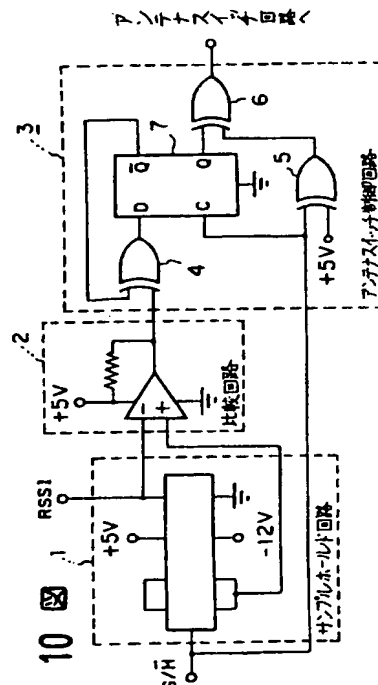 10 図
アンテナスイッチ回路へ
3
Q̅
7
D
Q
C
6
4
5
+5V
アンテナスイッチ制御回路
2
+5V
比較回路
-
+
RSSI
1
+5V
-12V
サンプルホールド回路
S/H̅